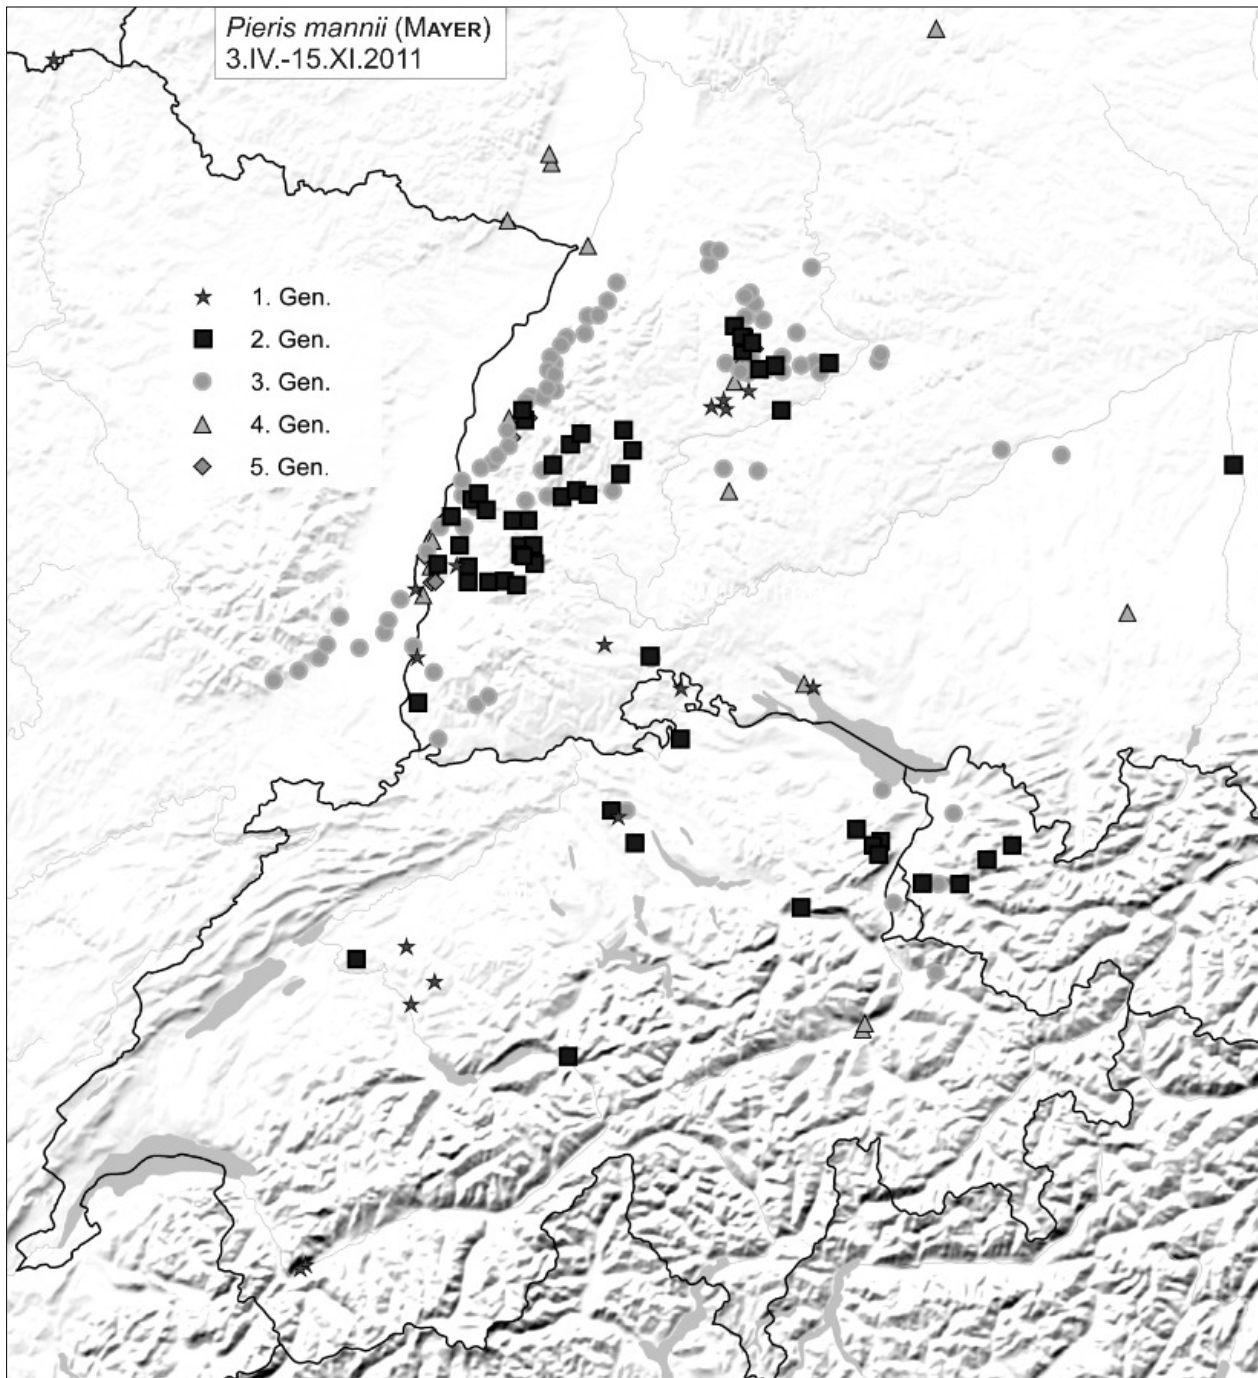 Pieris mannii (MAYER)
3.IV.-15.XI.2011
1. Gen.
2. Gen.
3. Gen.
4. Gen.
5. Gen.